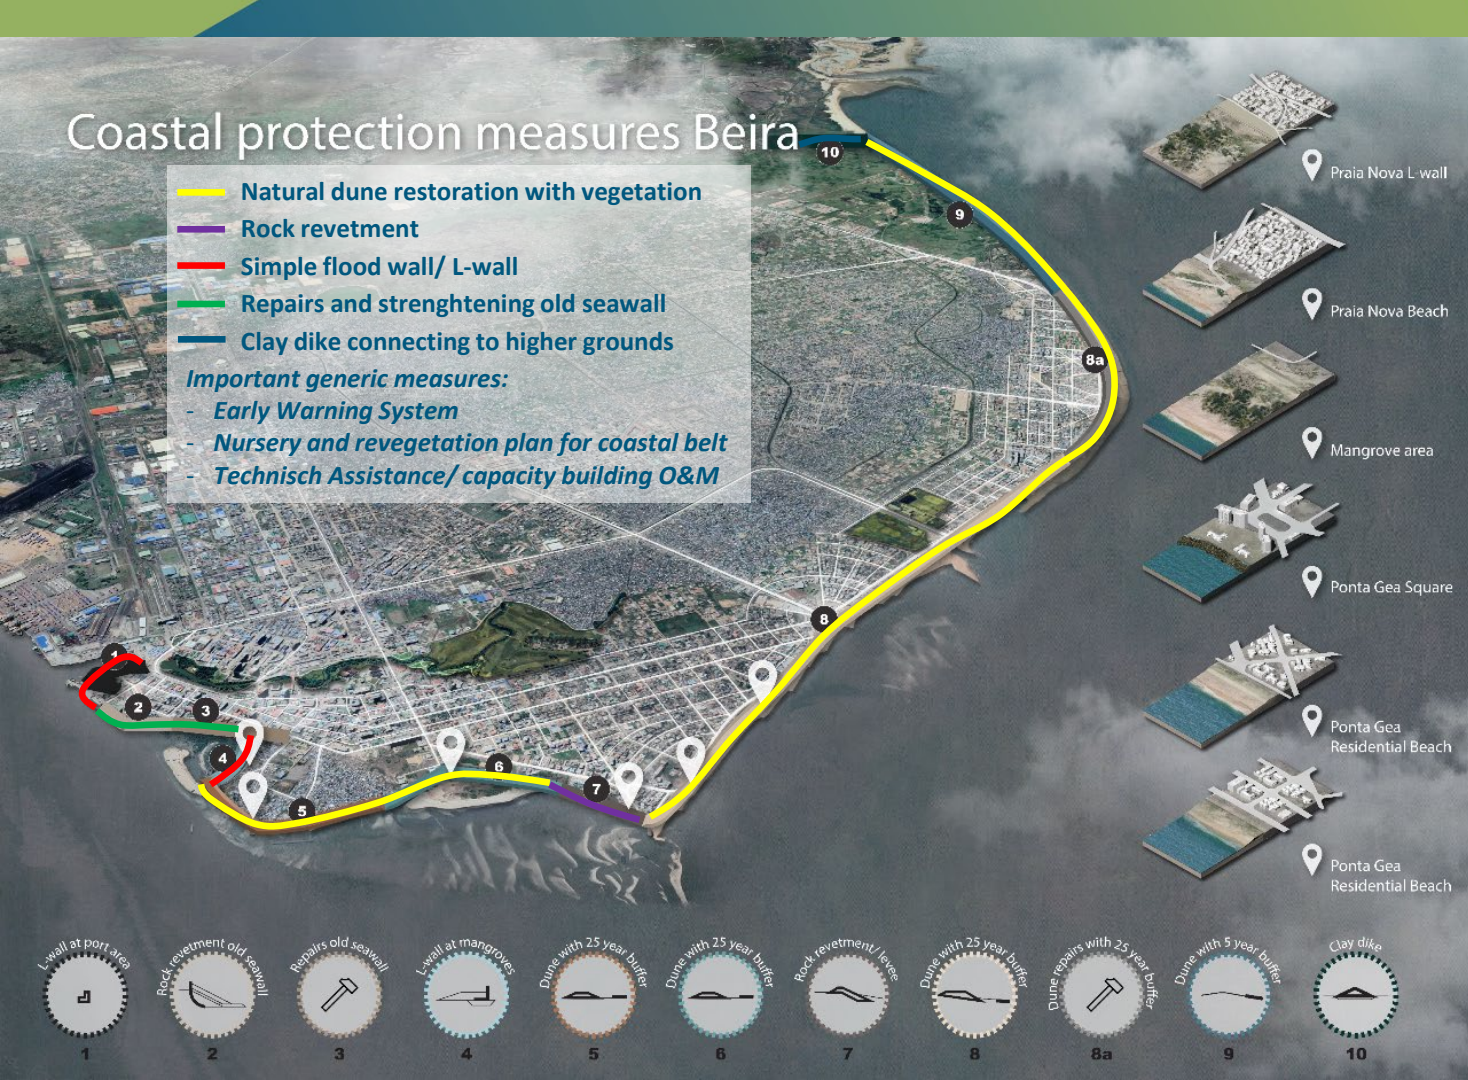 Coastal protection measures Beira
Natural dune restoration with vegetation
Rock revetment
Simple flood wall/ L-wall
Repairs and strenghtening old seawall
Clay dike connecting to higher grounds
Important generic measures:
- Early Warning System
- Nursery and revegetation plan for coastal belt
- Technisch Assistance/ capacity building O&M
10
9
8a
8
1
2
3
4
5
6
7
Praia Nova L-wall
Praia Nova Beach
Mangrove area
Ponta Gea Square
Ponta Gea
Residential Beach
Ponta Gea
Residential Beach
L-wall at port area
1
Rock revetment old seawall
2
Repairs old seawall
3
L-wall at mangroves
4
Dune with 25 year buffer
5
Dune with 25 year buffer
6
Rock revetment/levee
7
Dune with 25 year buffer
8
Dune repairs with 25 year buffer
8a
Dune with 5 year buffer
9
Clay dike
10